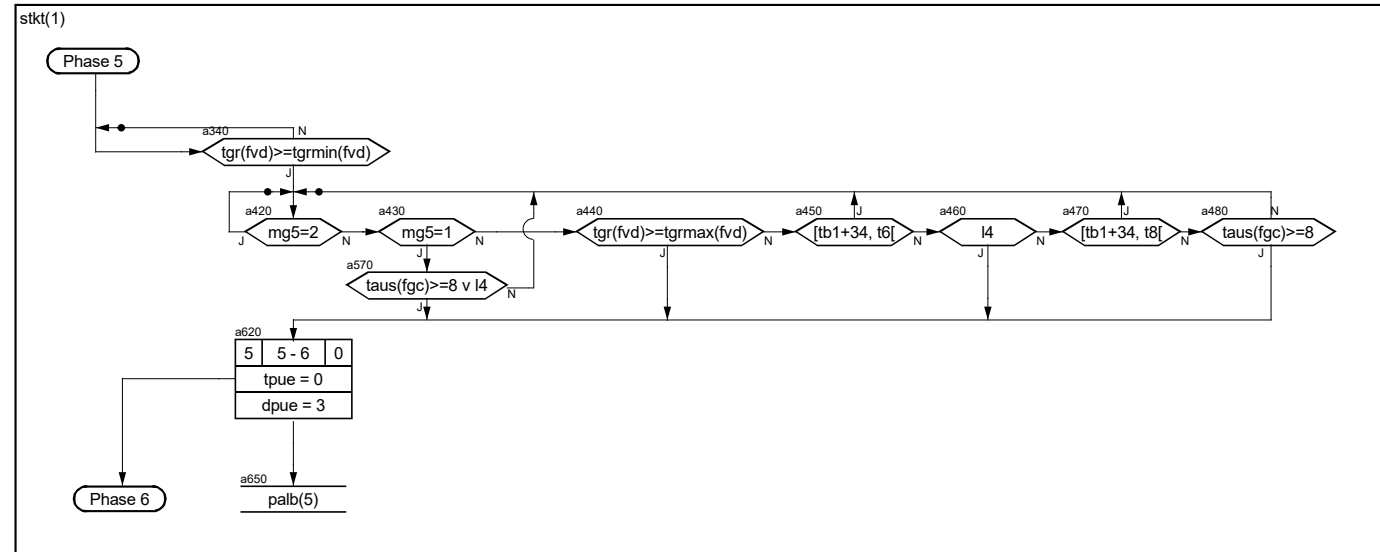 stkt(1)
Phase 5
a340
N
tgr(fvd)>=tgrmin(fvd)
J
a420
mg5=2
J
N
a430
mg5=1
N
J
a440
tgr(fvd)>=tgrmax(fvd)
N
J
a450
[tb1+34, t6[
J
N
a460
l4
N
J
a470
[tb1+34, t8[
J
N
a480
taus(fgc)>=8
N
J
a570
taus(fgc)>=8 v l4
N
J
a620
5 5 - 6 0
tpue = 0
dpue = 3
Phase 6
a650
palb(5)